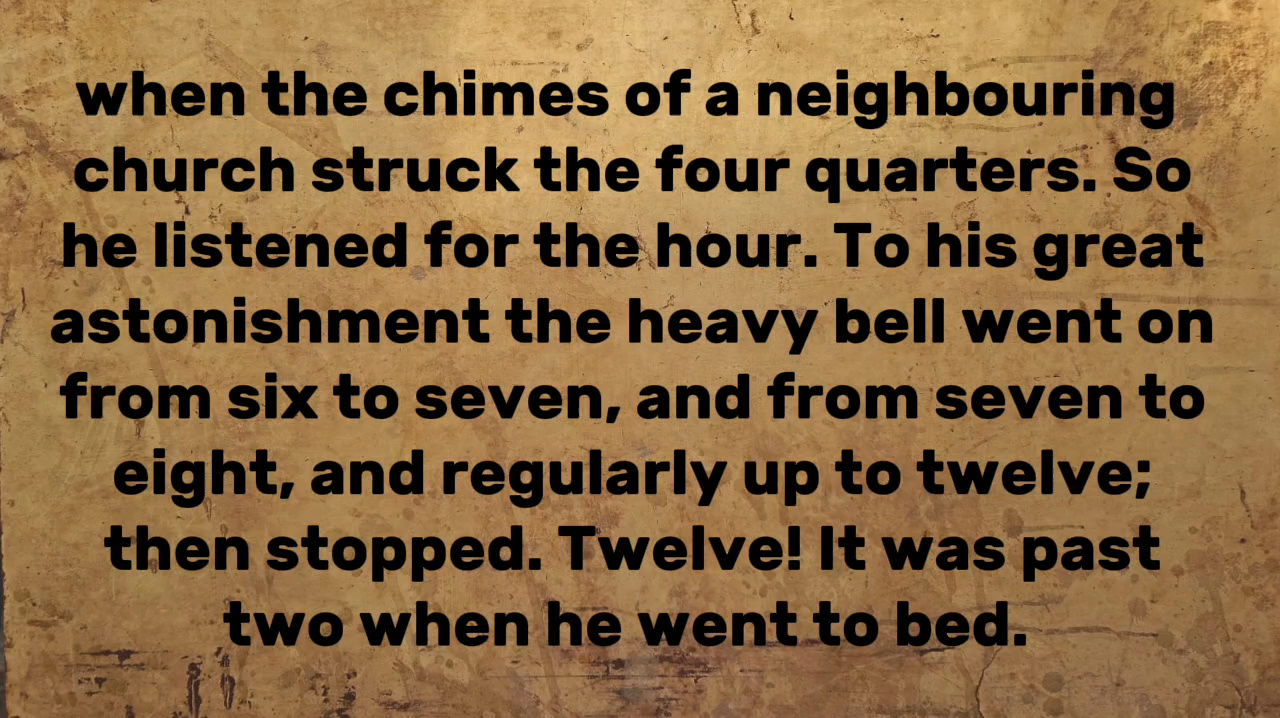 when the chimes of a neighbouring
church struck the four quarters. So
he listened for the hour. To his great
astonishment the heavy bell went on
from six to seven, and from seven to
eight, and regularly up to twelve;
then stopped. Twelve! It was past
two when he went to bed.